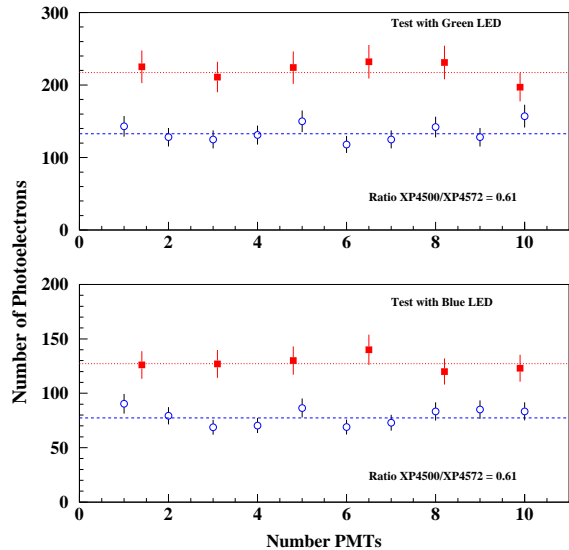 Number of Photoelectrons
300
200
100
0
Test with Green LED
Ratio XP4500/XP4572 = 0.61
0 2 4 6 8 10
200
150
100
50
0
Test with Blue LED
Ratio XP4500/XP4572 = 0.61
0 2 4 6 8 10
Number PMTs